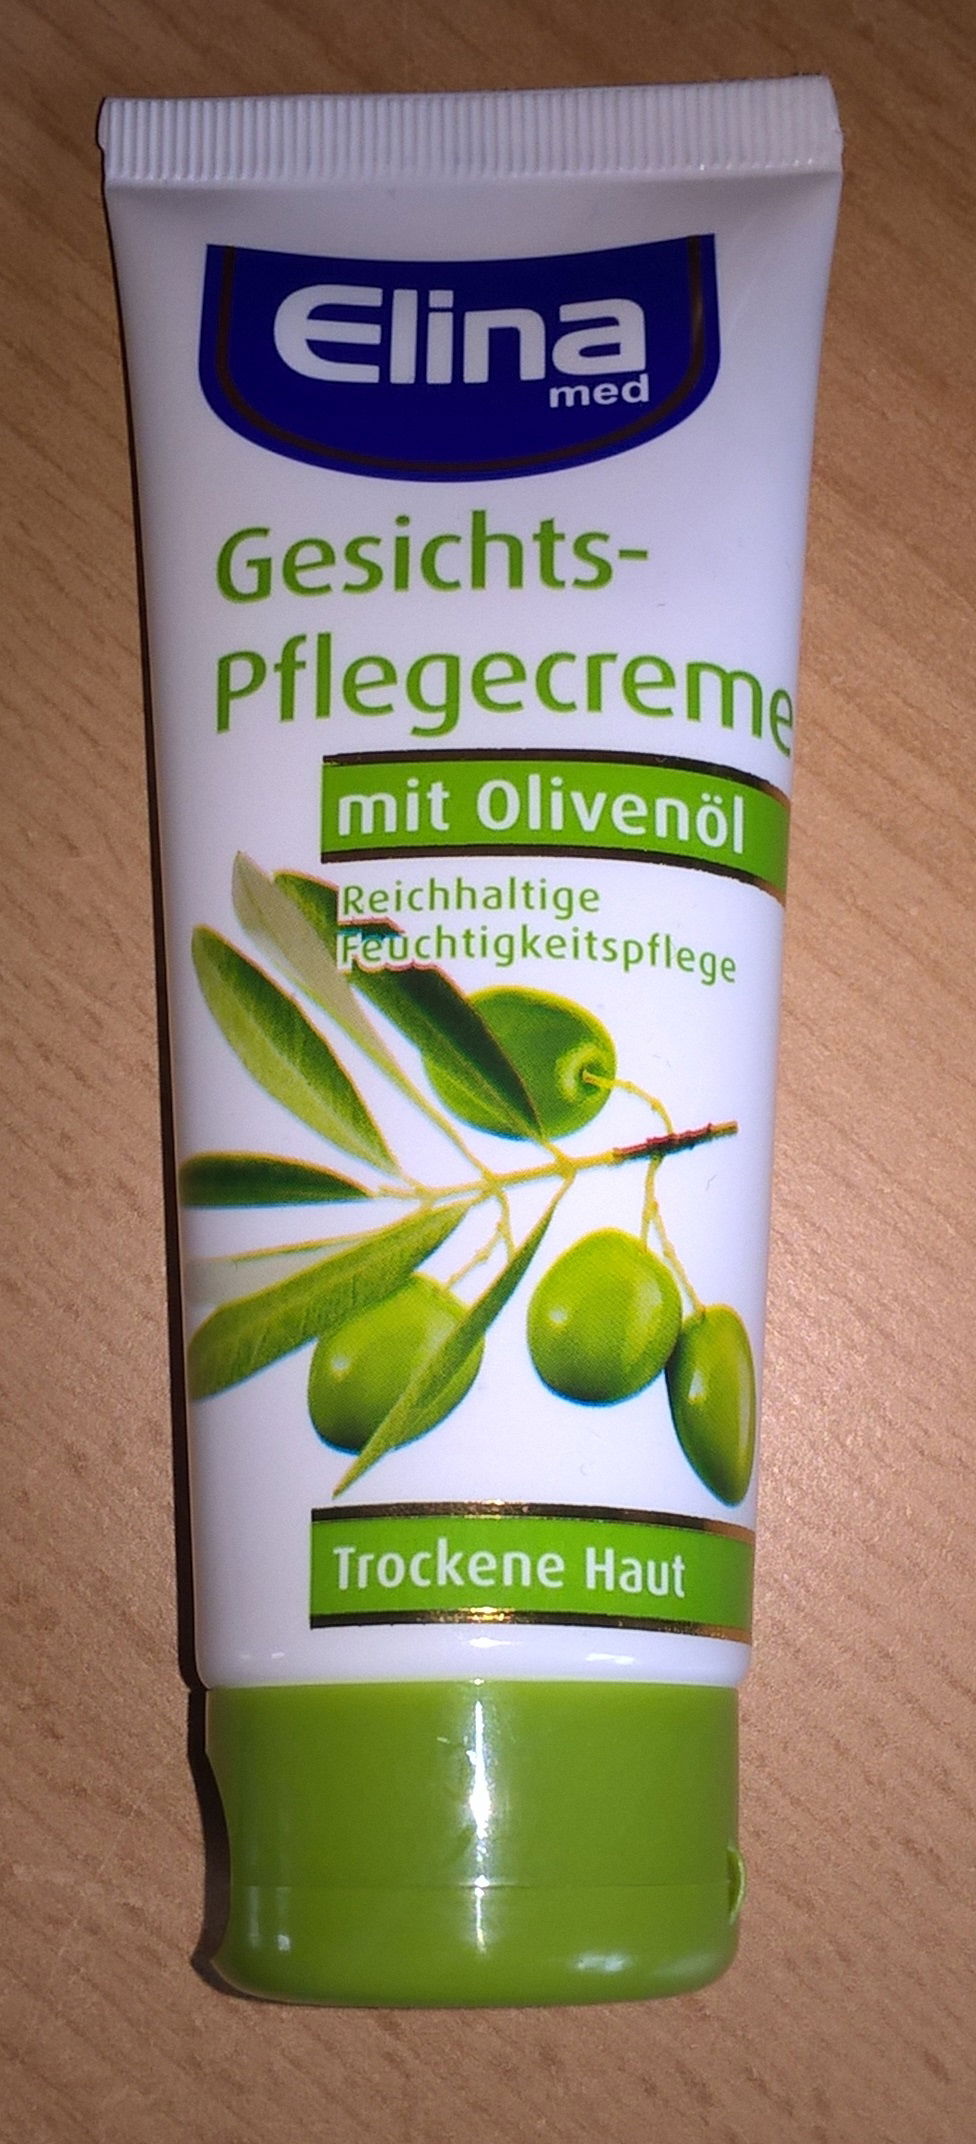 Elina
med
Gesichts-
Pflegecreme
mit Olivenöl
Reichhaltige
Feuchtigkeitspflege
Trockene Haut